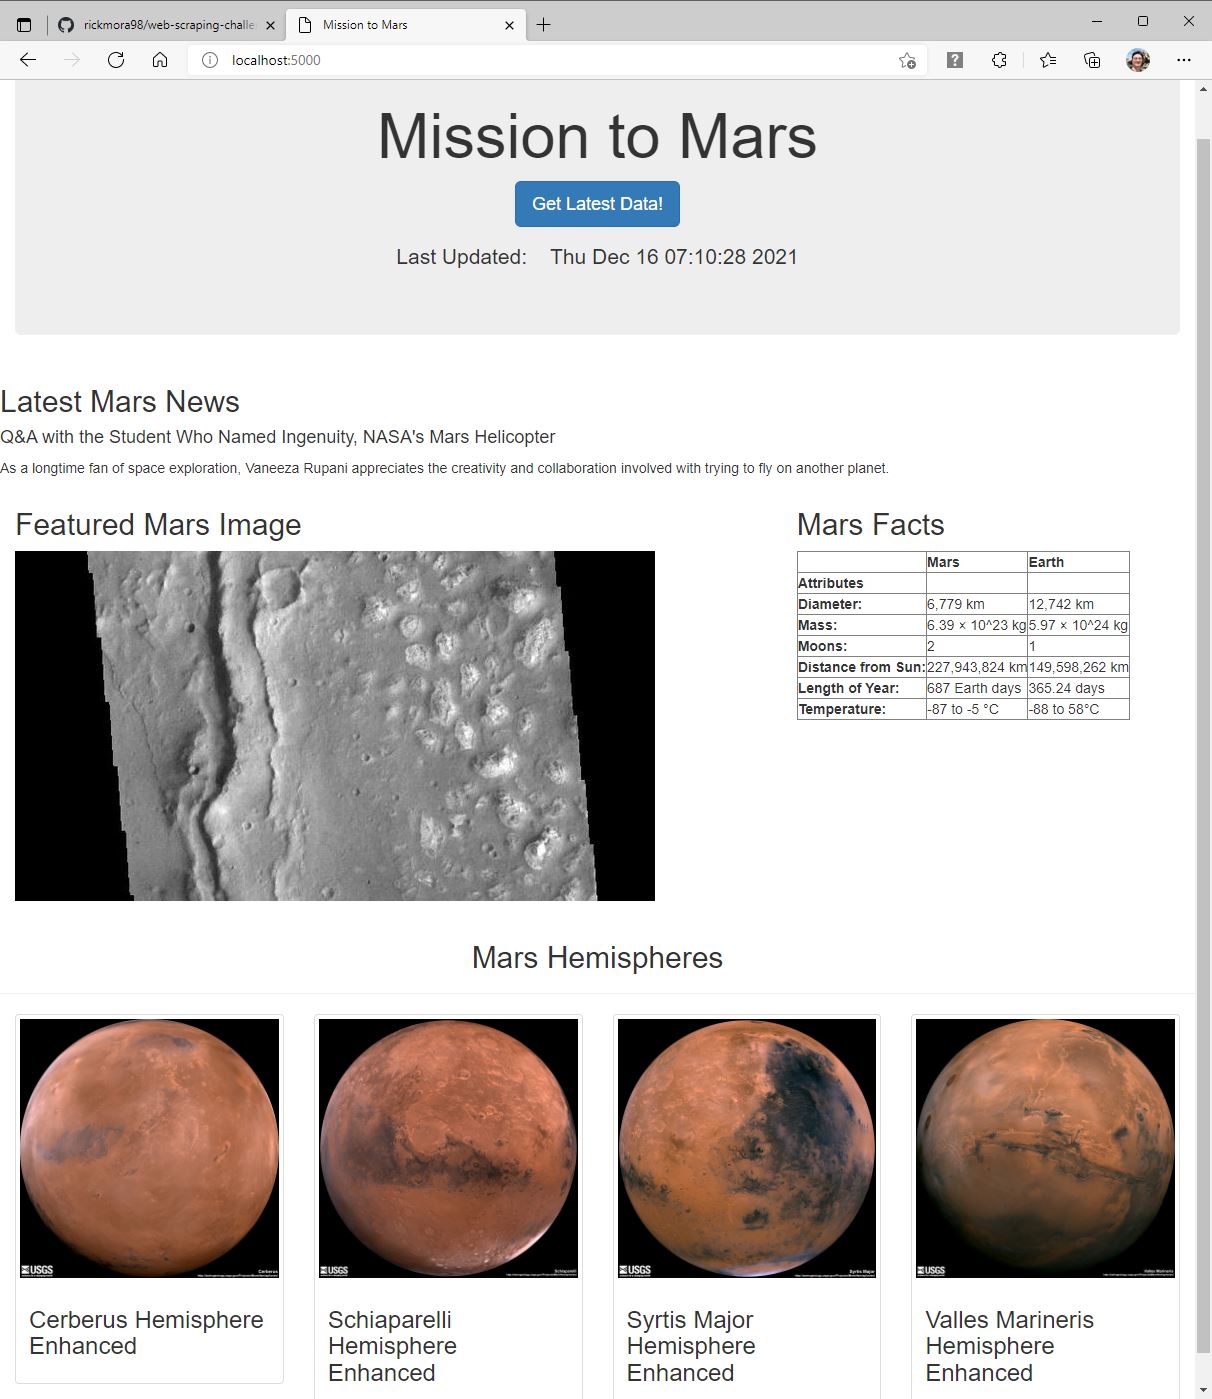 rickmora98/web-scraping-challe
Mission to Mars
localhost:5000
Mission to Mars
Get Latest Data!
Last Updated: Thu Dec 16 07:10:28 2021
Latest Mars News
Q&A with the Student Who Named Ingenuity, NASA's Mars Helicopter
As a longtime fan of space exploration, Vaneeza Rupani appreciates the creativity and collaboration involved with trying to fly on another planet.
Featured Mars Image
Mars Facts
Mars Earth
Attributes
Diameter: 6,779 km 12,742 km
Mass: 6.39 × 10^23 kg 5.97 × 10^24 kg
Moons: 2 1
Distance from Sun: 227,943,824 km 149,598,262 km
Length of Year: 687 Earth days 365.24 days
Temperature: -87 to -5 °C -88 to 58°C
Mars Hemispheres
USGS
Cerberus
USGS
Schiaparelli
USGS
Syrtis Major
USGS
Valles Marineris
Cerberus Hemisphere
Enhanced
Schiaparelli
Hemisphere
Enhanced
Syrtis Major
Hemisphere
Enhanced
Valles Marineris
Hemisphere
Enhanced